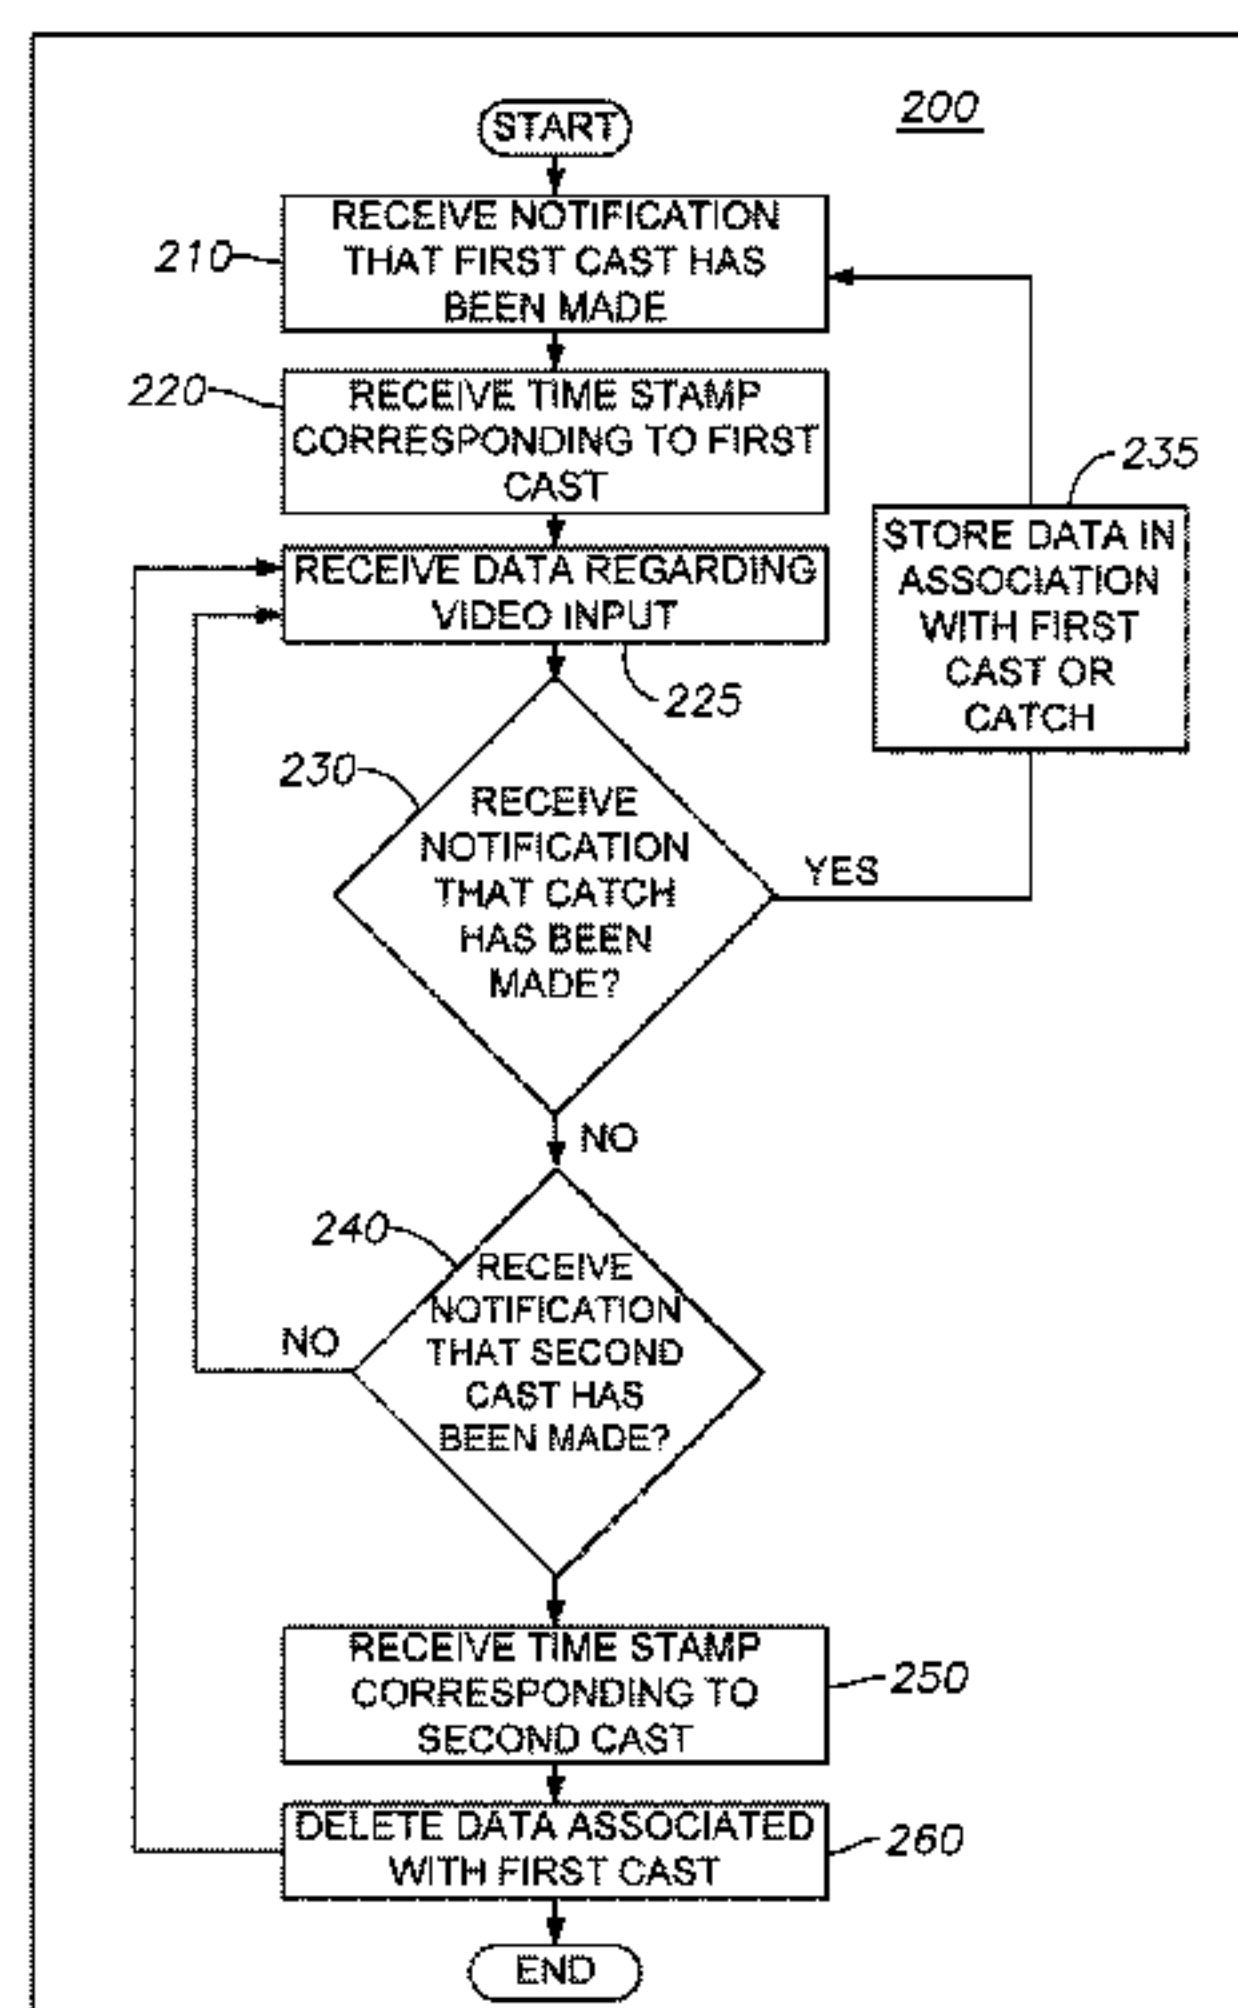 200
START
RECEIVE NOTIFICATION
THAT FIRST CAST HAS
BEEN MADE
210
220
RECEIVE TIME STAMP
CORRESPONDING TO FIRST
CAST
235
STORE DATA IN
ASSOCIATION
WITH FIRST
CAST OR
CATCH
RECEIVE DATA REGARDING
VIDEO INPUT
225
230
RECEIVE
NOTIFICATION
THAT CATCH
HAS BEEN
MADE?
YES
NO
240
RECEIVE
NOTIFICATION
THAT SECOND
CAST HAS
BEEN MADE?
NO
RECEIVE TIME STAMP
CORRESPONDING TO
SECOND CAST
250
DELETE DATA ASSOCIATED
WITH FIRST CAST
260
END